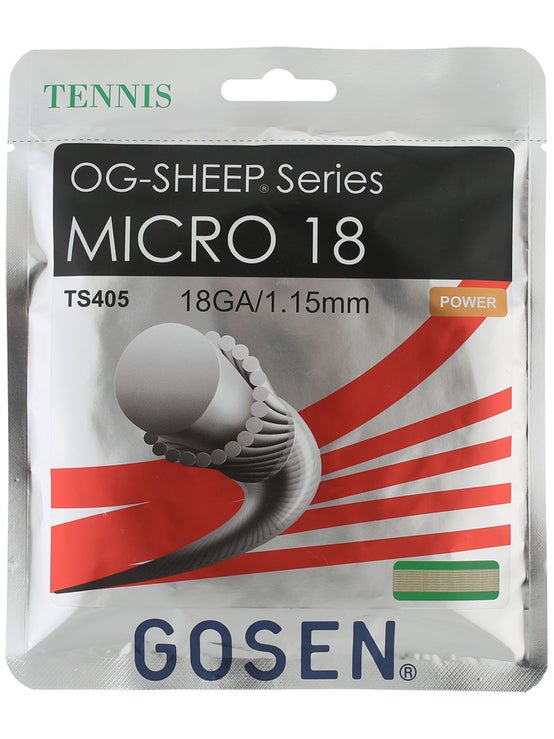 TENNIS
OG-SHEEP® Series
MICRO 18
TS405 18GA/1.15mm POWER
GOSEN®